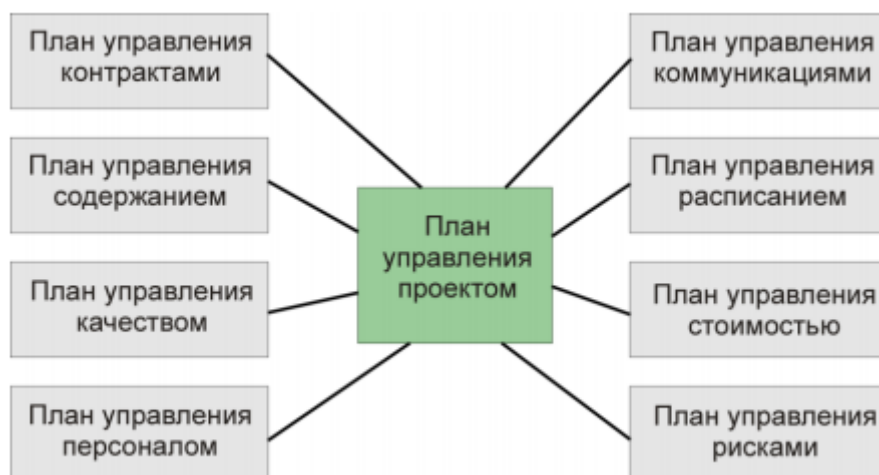 План управления
контрактами
План управления
коммуникациями
План управления
содержанием
План управления
расписанием
План
управления
проектом
План управления
качеством
План управления
стоимостью
План управления
персоналом
План управления
рисками